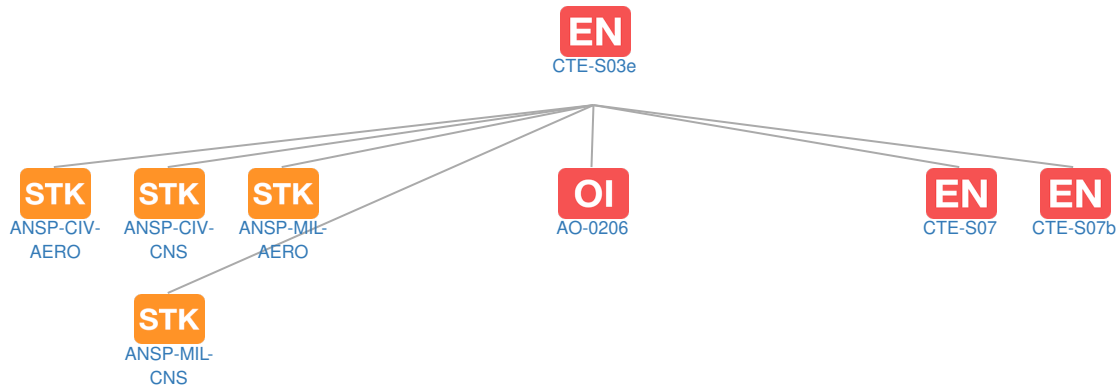 EN
CTE-S03e
STK STK STK OI EN EN
ANSP-CIV- ANSP-CIV- ANSP-MIL- AO-0206 CTE-S07 CTE-S07b
AERO CNS AERO
STK
ANSP-MIL-
CNS